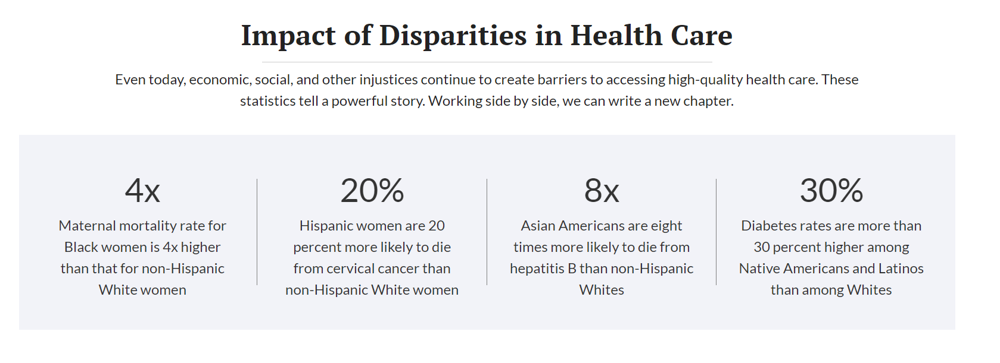 Impact of Disparities in Health Care
Even today, economic, social, and other injustices continue to create barriers to accessing high-quality health care. These
statistics tell a powerful story. Working side by side, we can write a new chapter.
4x
Maternal mortality rate for
Black women is 4x higher
than that for non-Hispanic
White women
20%
Hispanic women are 20
percent more likely to die
from cervical cancer than
non-Hispanic White women
8x
Asian Americans are eight
times more likely to die from
hepatitis B than non-Hispanic
Whites
30%
Diabetes rates are more than
30 percent higher among
Native Americans and Latinos
than among Whites